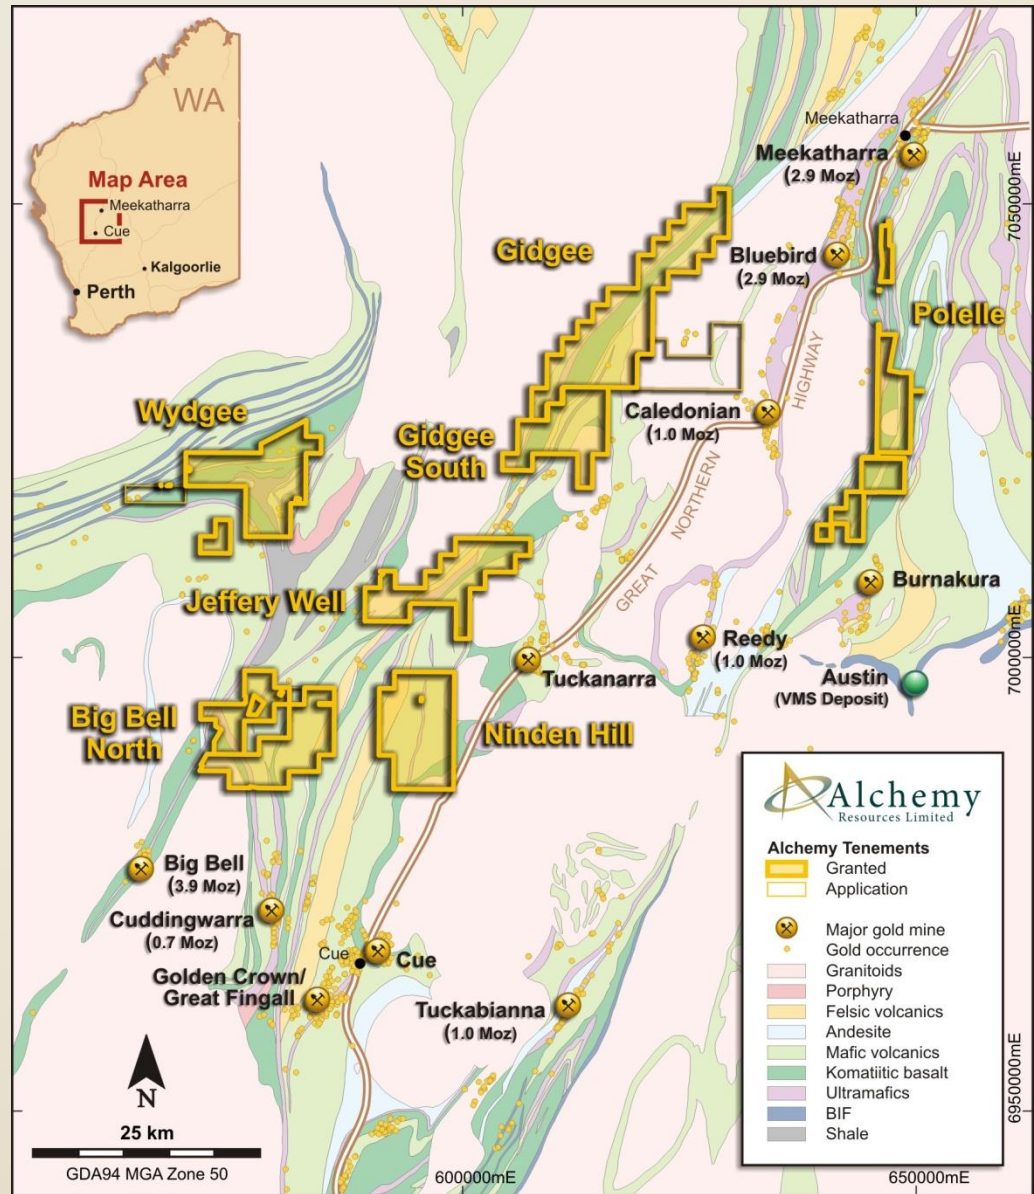 WA
Map Area
Meekatharra
Cue
Kalgoorlie
Perth
Meekatharra
Meekatharra
(2.9 Moz)
7050000mE
Gidgee
Bluebird
(2.9 Moz)
Polelle
HIGHWAY
Wydgee
Caledonian
(1.0 Moz)
Gidgee
South
NORTHERN
GREAT
Jeffery Well
Burnakura
Reedy
(1.0 Moz)
Tuckanarra
Austin
(VMS Deposit)
7000000mE
Big Bell
North
Ninden Hill
Big Bell
(3.9 Moz)
Cuddingwarra
(0.7 Moz)
Cue
Cue
Golden Crown/
Great Fingall
Tuckabianna
(1.0 Moz)
Alchemy
Resources Limited
Alchemy Tenements
Granted
Application
Major gold mine
Gold occurrence
Granitoids
Porphyry
Felsic volcanics
Andesite
Mafic volcanics
Komatiitic basalt
Ultramafics
BIF
Shale
6950000mE
N
25 km
GDA94 MGA Zone 50
600000mE
650000mE